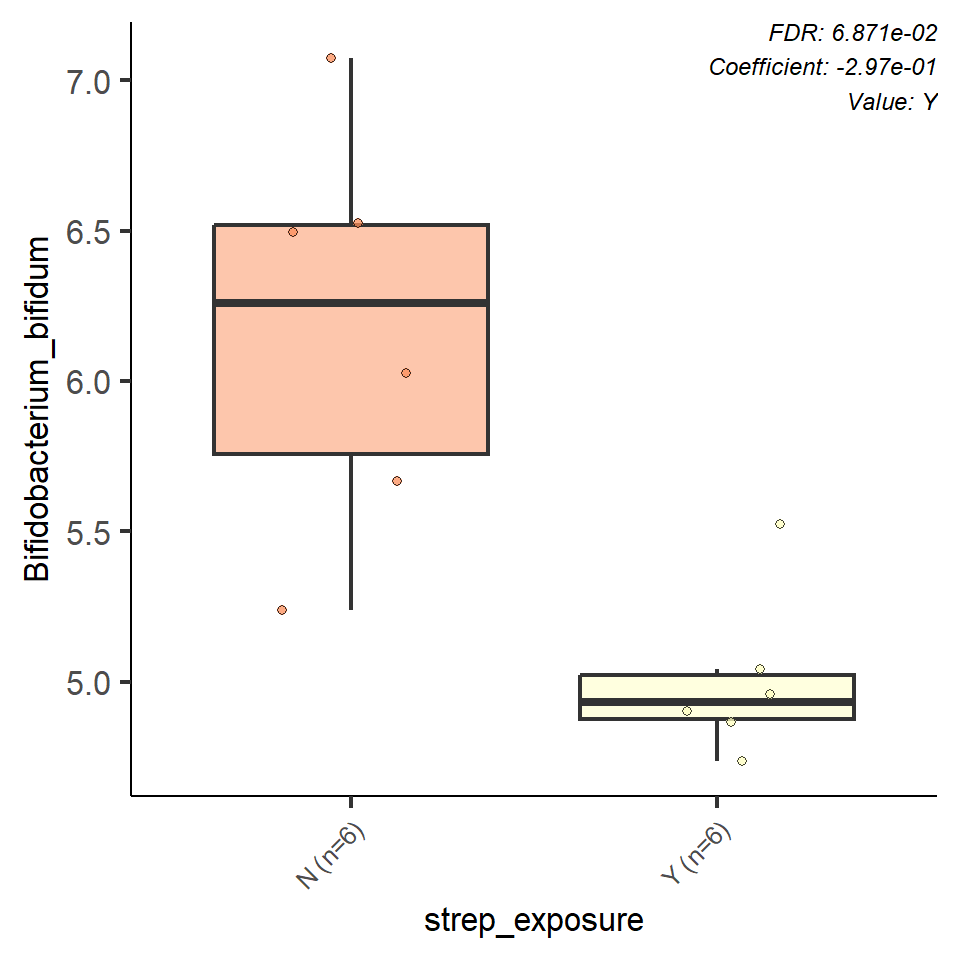 FDR: 6.871e-02
Coefficient: -2.97e-01
Value: Y
7.0
6.5
6.0
5.5
5.0
Bifidobacterium_bifidum
N (n=6)
Y (n=6)
strep_exposure